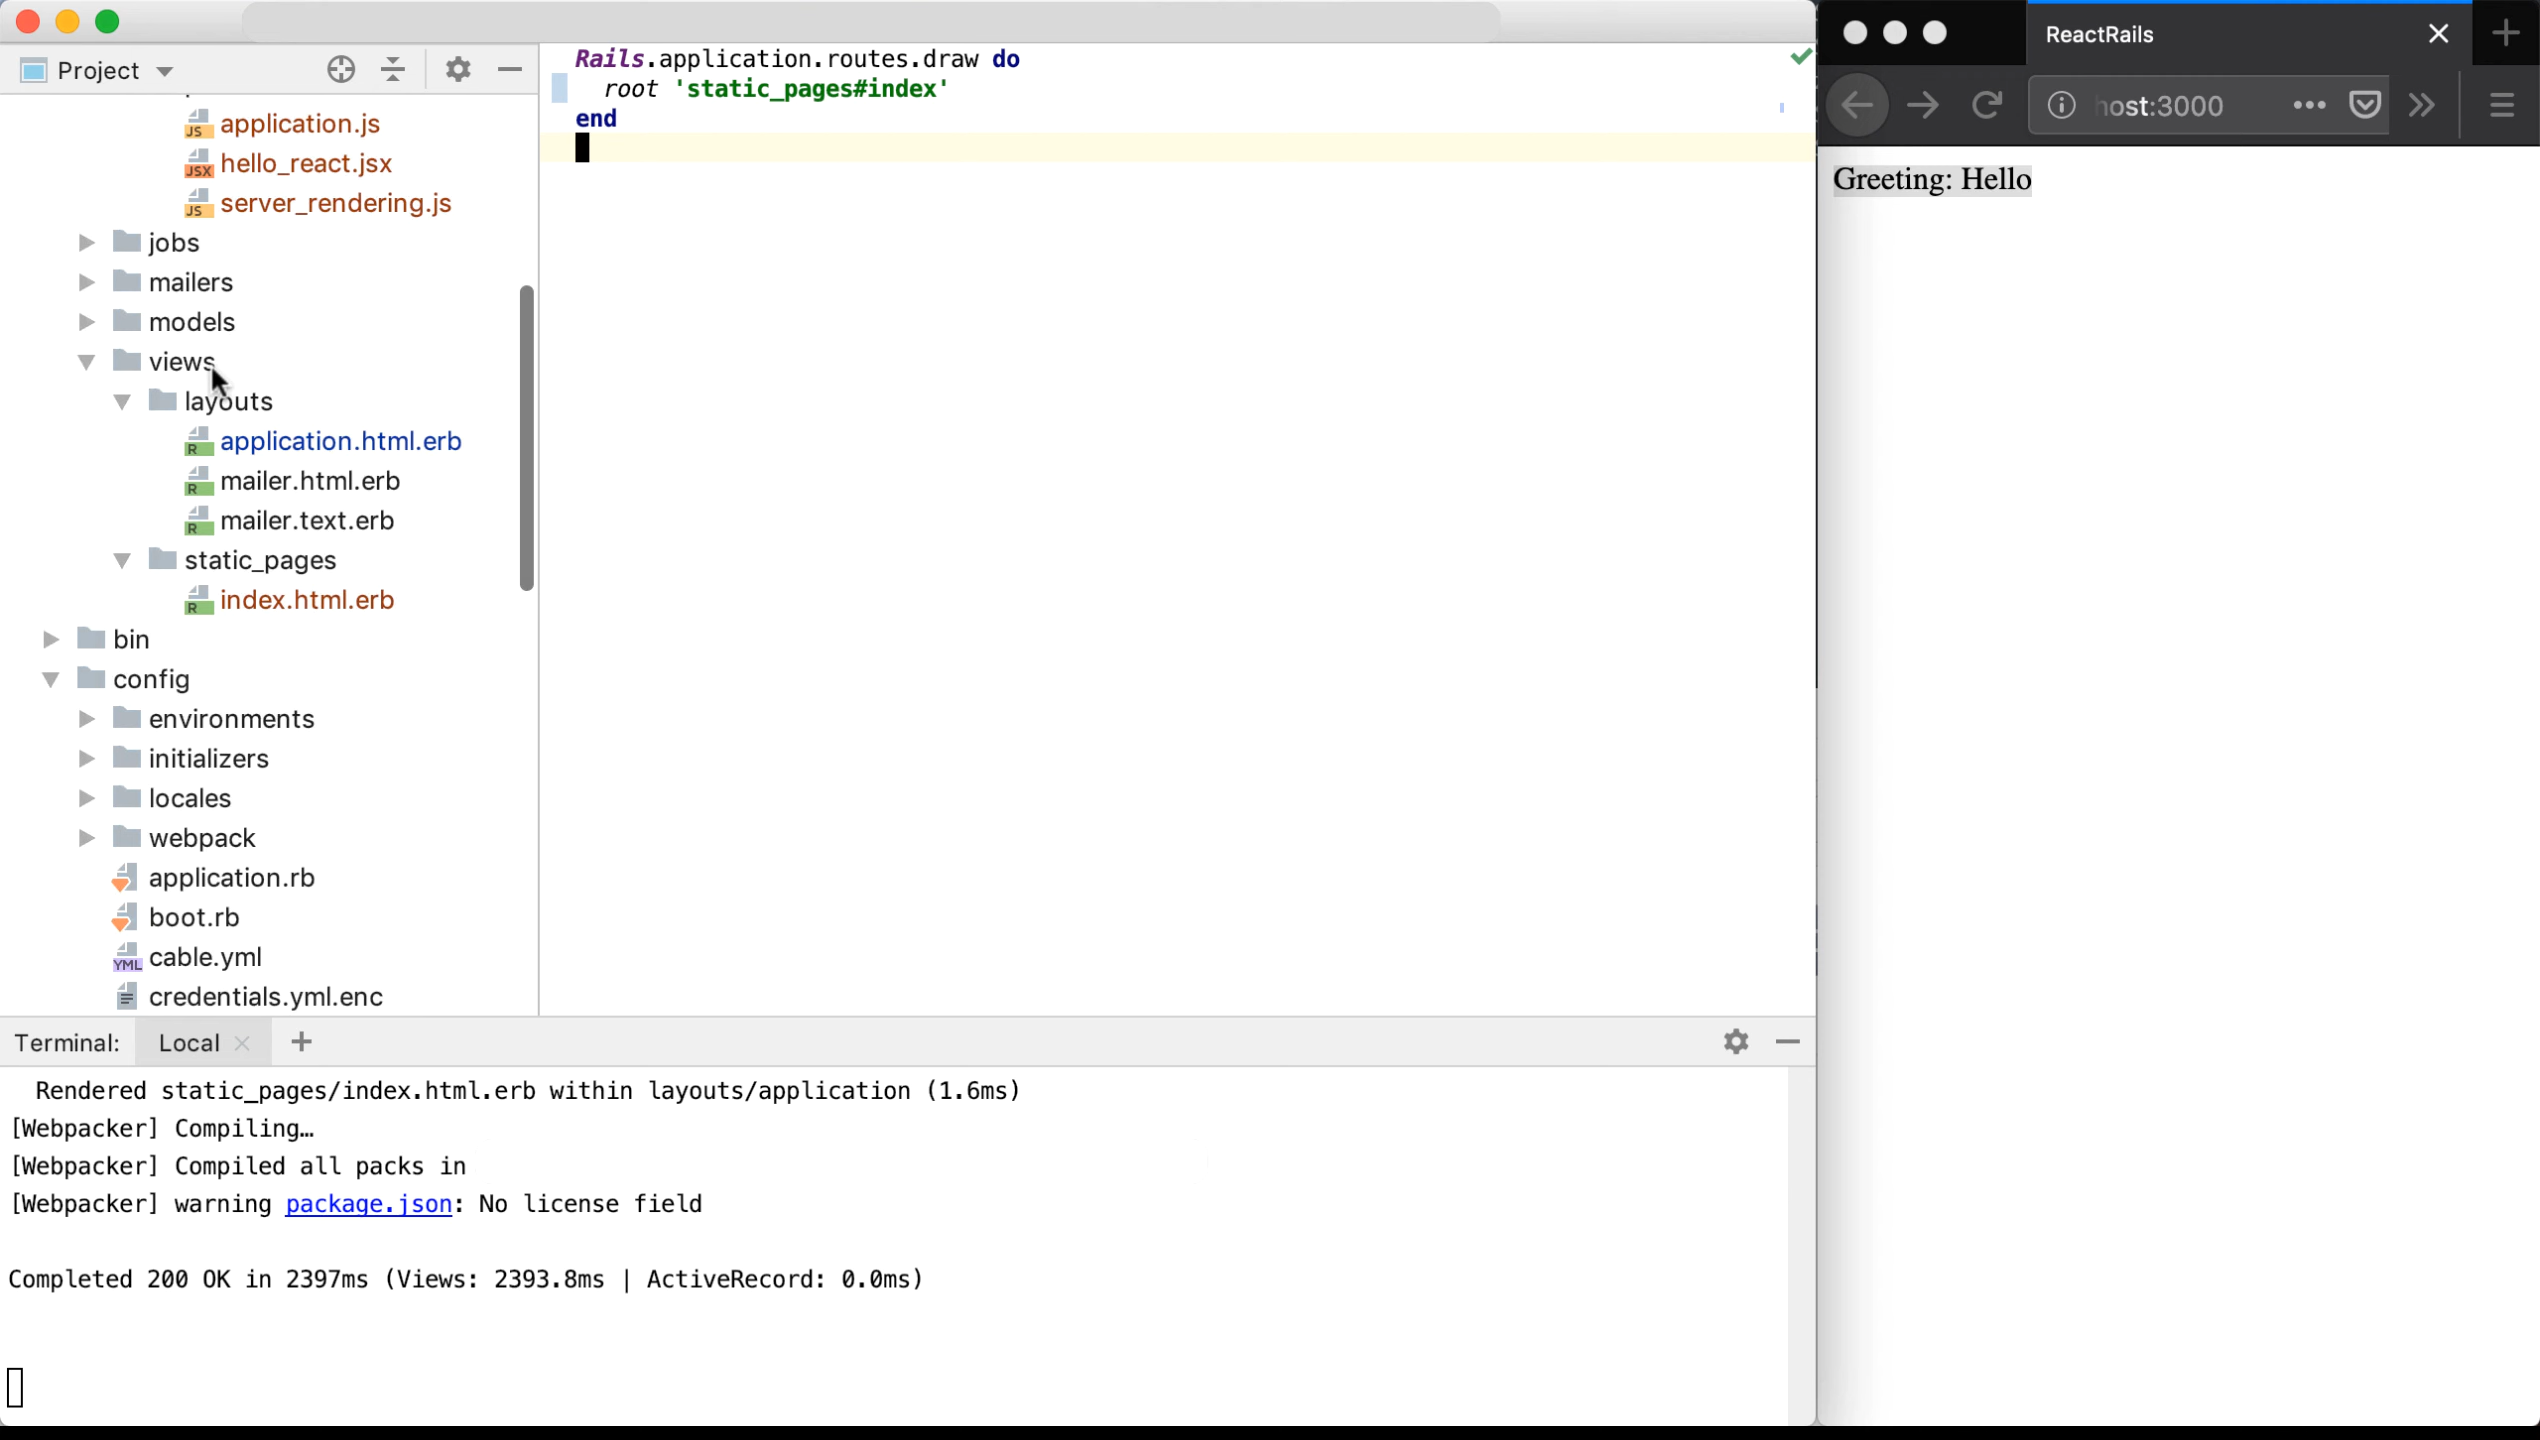 Project
application.js
hello_react.jsx
server_rendering.js
jobs
mailers
models
views
layouts
application.html.erb
mailer.html.erb
mailer.text.erb
static_pages
index.html.erb
bin
config
environments
initializers
locales
webpack
application.rb
boot.rb
cable.yml
credentials.yml.enc
Rails.application.routes.draw do
root 'static_pages#index'
end
Terminal: Local
Rendered static_pages/index.html.erb within layouts/application (1.6ms)
[Webpacker] Compiling…
[Webpacker] Compiled all packs in
[Webpacker] warning package.json: No license field
Completed 200 OK in 2397ms (Views: 2393.8ms | ActiveRecord: 0.0ms)
ReactRails
host:3000
Greeting: Hello